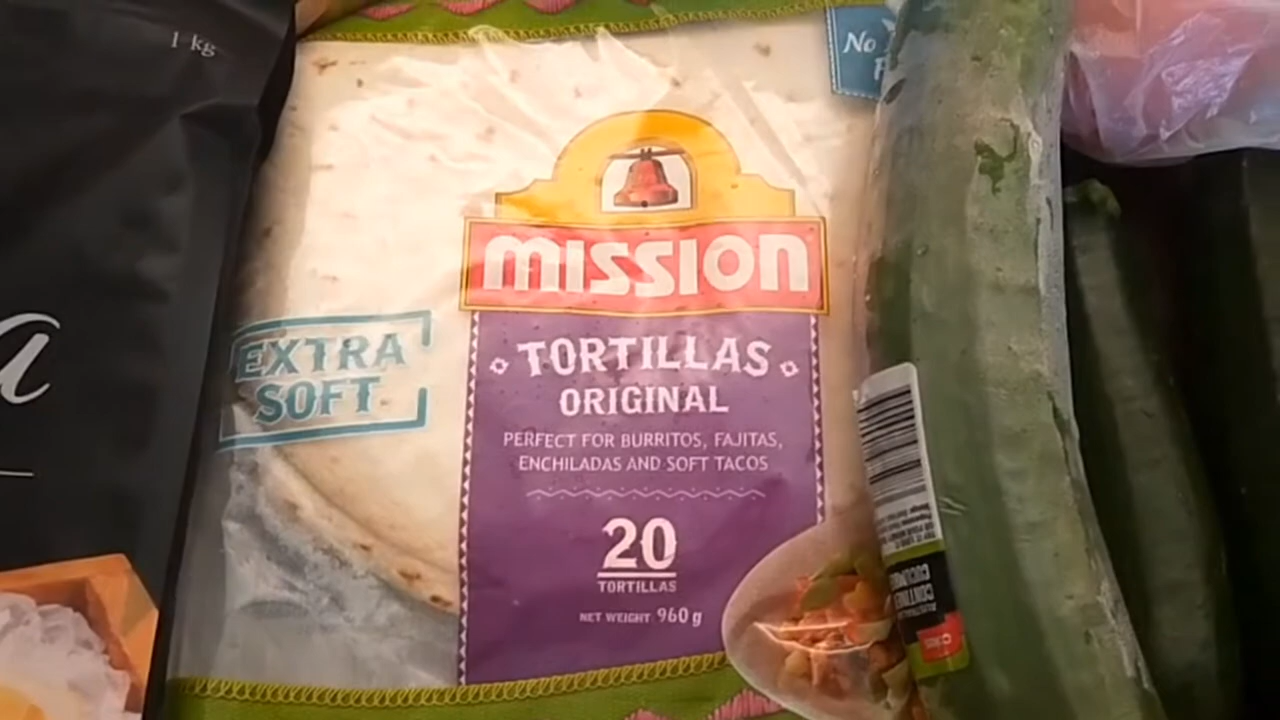 1 kg
No
a
MISSION
EXTRA
SOFT
TORTILLAS
ORIGINAL
PERFECT FOR BURRITOS, FAJITAS,
ENCHILADAS AND SOFT TACOS
20
TORTILLAS
NET WEIGHT 960 g